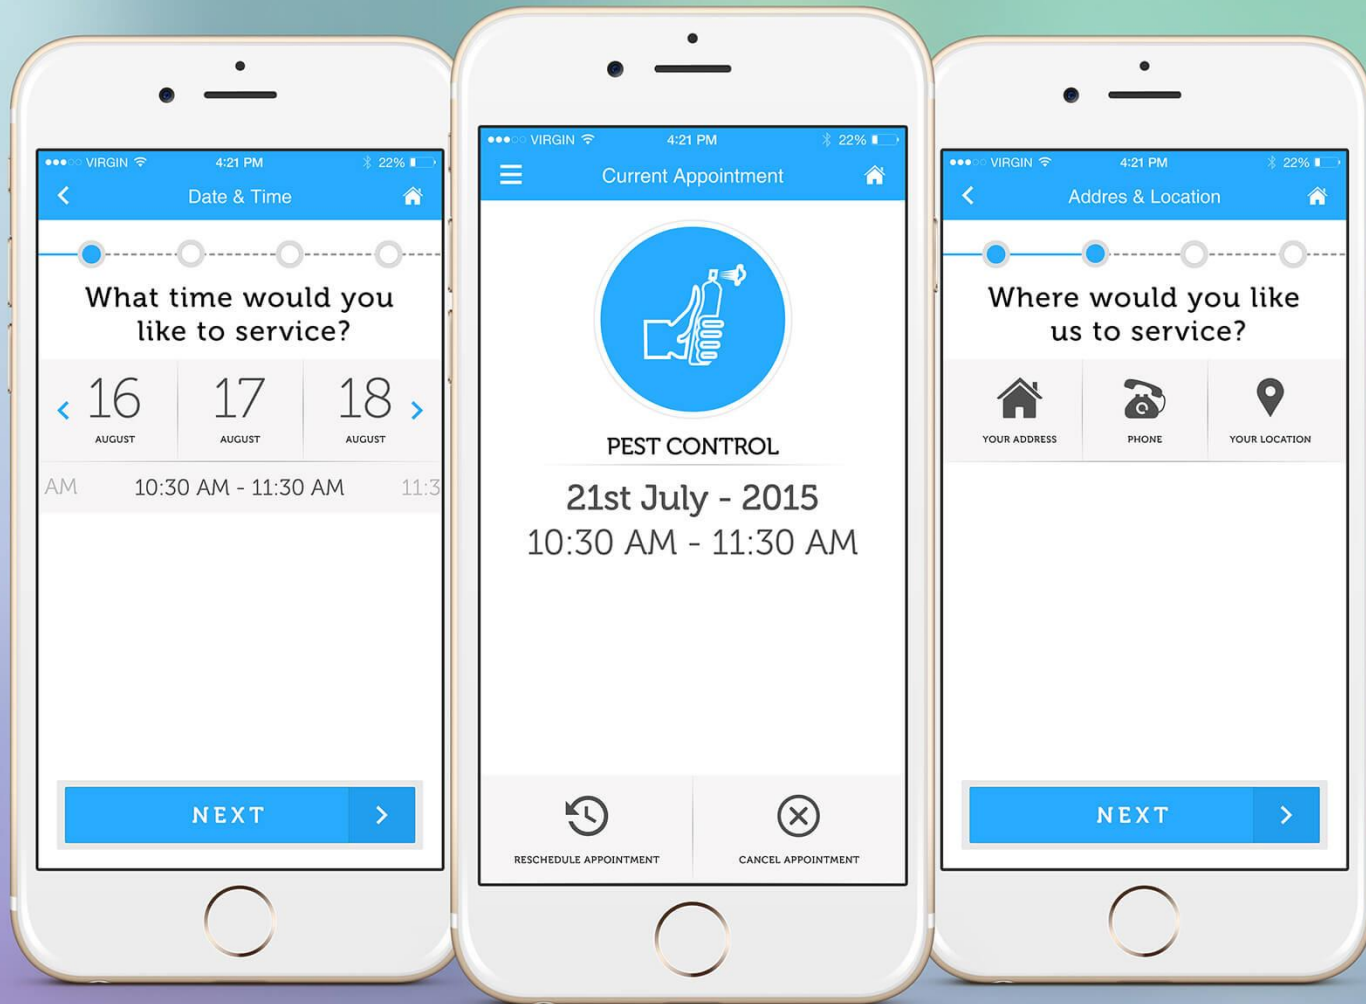 VIRGIN 4:21 PM 22%
Date & Time
What time would you
like to service?
16 17 18
AUGUST AUGUST AUGUST
AM 10:30 AM - 11:30 AM 11:3
NEXT
VIRGIN 4:21 PM 22%
Current Appointment
PEST CONTROL
21st July - 2015
10:30 AM - 11:30 AM
RESCHEDULE APPOINTMENT CANCEL APPOINTMENT
VIRGIN 4:21 PM 22%
Addres & Location
Where would you like
us to service?
YOUR ADDRESS PHONE YOUR LOCATION
NEXT